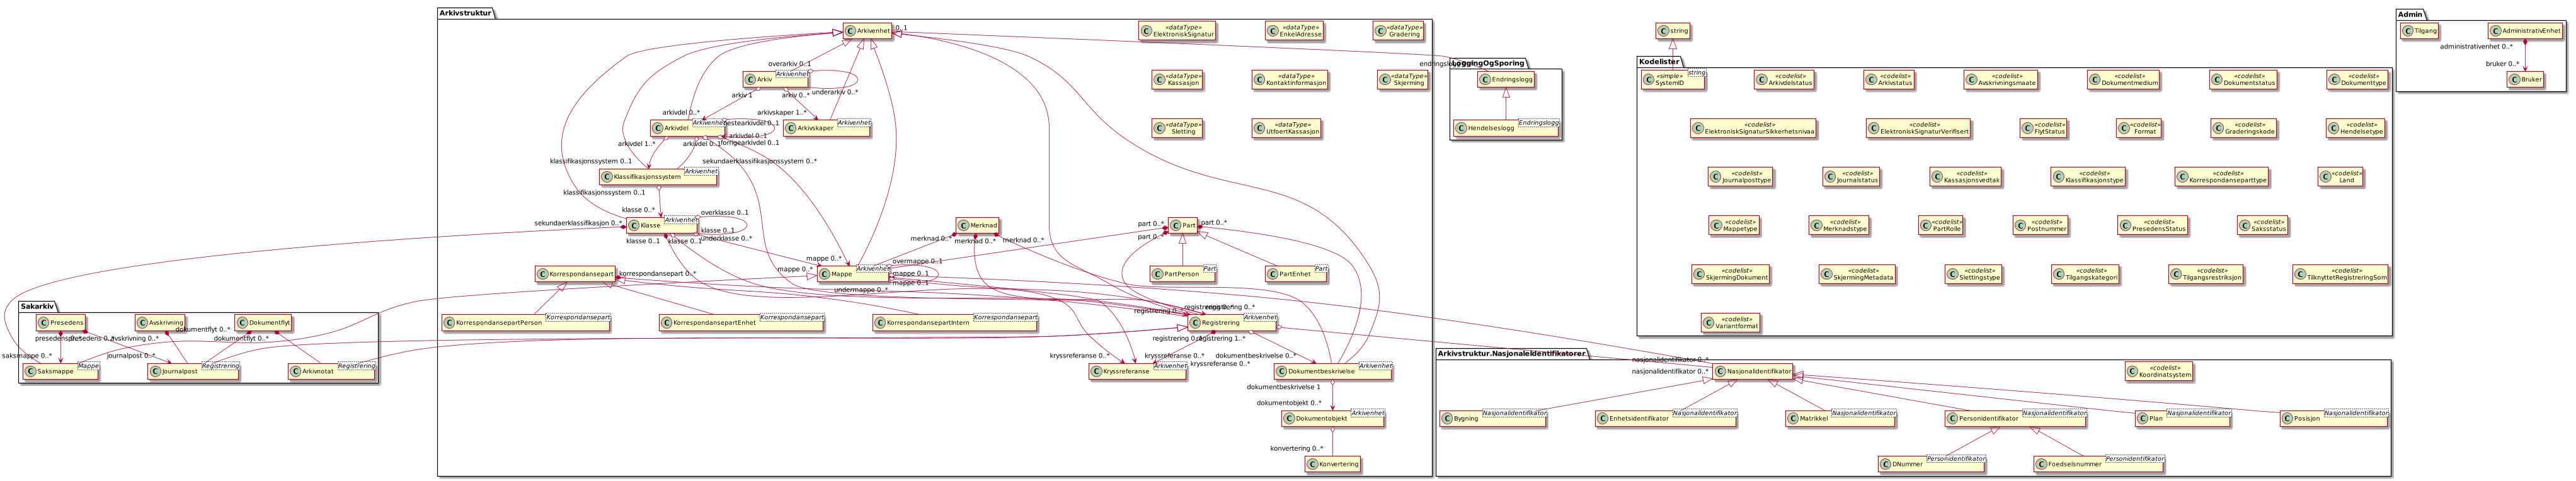 Arkivstruktur
Arkivenhet
0..1
«dataType»
ElektroniskSignatur
«dataType»
EnkelAdresse
«dataType»
Gradering
overarkiv 0..1
Arkiv
Arkivenhet
underarkiv 0..*
arkiv 1
arkiv 0..*
«dataType»
Kassasjon
«dataType»
Kontaktinformasjon
«dataType»
Skjerming
arkivdel 0..*
arkivskaper 1..*
Arkivdel
Arkivenhet
Arkivskaper
Arkivenhet
nestearkivdel 0..1
arkivdel 0..1
forrigearkivdel 0..1
«dataType»
Sletting
«dataType»
UtfoertKassasjon
arkivdel 1..*
arkivdel 0..1
klassifikasjonssystem 0..1
sekundaerklassifikasjonssystem 0..*
Klassifikasjonssystem
Arkivenhet
klassifikasjonssystem 0..1
klasse 0..*
overklasse 0..1
sekundaerklassifikasjon 0..*
Klasse
Arkivenhet
klasse 0..1
underklasse 0..*
klasse 0..1
klasse 0..1
Merknad
merknad 0..*
merknad 0..*
merknad 0..*
part 0..*
Part
part 0..*
part 0..*
mappe 0..*
overmappe 0..1
mappe 0..*
Mappe
Arkivenhet
mappe 0..1
mappe 0..1
undermappe 0..*
PartPerson
Part
PartEnhet
Part
Korrespondansepart
korrespondansepart 0..*
KorrespondansepartPerson
Korrespondansepart
KorrespondansepartEnhet
Korrespondansepart
KorrespondansepartIntern
Korrespondansepart
registrering 0..*
Registrering
Arkivenhet
registrering 1..*
kryssreferanse 0..*
kryssreferanse 0..*
kryssreferanse 0..*
Kryssreferanse
Arkivenhet
dokumentbeskrivelse 0..*
Dokumentbeskrivelse
Arkivenhet
dokumentbeskrivelse 1
dokumentobjekt 0..*
Dokumentobjekt
Arkivenhet
konvertering 0..*
Konvertering
Sakarkiv
Presedens
Avskrivning
Dokumentflyt
presedens 0..*
avskrivning 0..*
dokumentflyt 0..*
dokumentflyt 0..*
saksmappe 0..*
journalpost 0..*
Saksmappe
Mappe
Journalpost
Registrering
Arkivnotat
Registrering
LoggingOgSporing
Endringslogg
Hendelseslogg
Endringslogg
string
Kodelister
«simple»
SystemID
string
«codelist»
Arkivdelstatus
«codelist»
Arkivstatus
«codelist»
Avskrivningsmaate
«codelist»
Dokumentmedium
«codelist»
Dokumentstatus
«codelist»
Dokumenttype
«codelist»
ElektroniskSignaturSikkerhetsnivaa
«codelist»
ElektroniskSignaturVerifisert
«codelist»
FlytStatus
«codelist»
Format
«codelist»
Graderingskode
«codelist»
Hendelsetype
«codelist»
Journalposttype
«codelist»
Journalstatus
«codelist»
Kassasjonsvedtak
«codelist»
Klassifikasjonstype
«codelist»
Korrespondanseparttype
«codelist»
Land
«codelist»
Mappetype
«codelist»
Merknadstype
«codelist»
PartRolle
«codelist»
Postnummer
«codelist»
PresedensStatus
«codelist»
Saksstatus
«codelist»
SkjermingDokument
«codelist»
SkjermingMetadata
«codelist»
Slettingstype
«codelist»
Tilgangskategori
«codelist»
Tilgangsrestriksjon
«codelist»
TilknyttetRegistreringSom
«codelist»
Variantformat
Arkivstruktur.NasjonaleIdentifikatorer
nasjonalidentifikator 0..*
nasjonalidentifikator 0..*
Nasjonalidentifikator
«codelist»
Koordinatsystem
Bygning
Nasjonalidentifikator
Enhetsidentifikator
Nasjonalidentifikator
Matrikkel
Nasjonalidentifikator
Personidentifikator
Nasjonalidentifikator
Plan
Nasjonalidentifikator
Posisjon
Nasjonalidentifikator
DNummer
Personidentifikator
Foedselsnummer
Personidentifikator
Admin
Tilgang
AdministrativEnhet
administrativenhet 0..*
bruker 0..*
Bruker